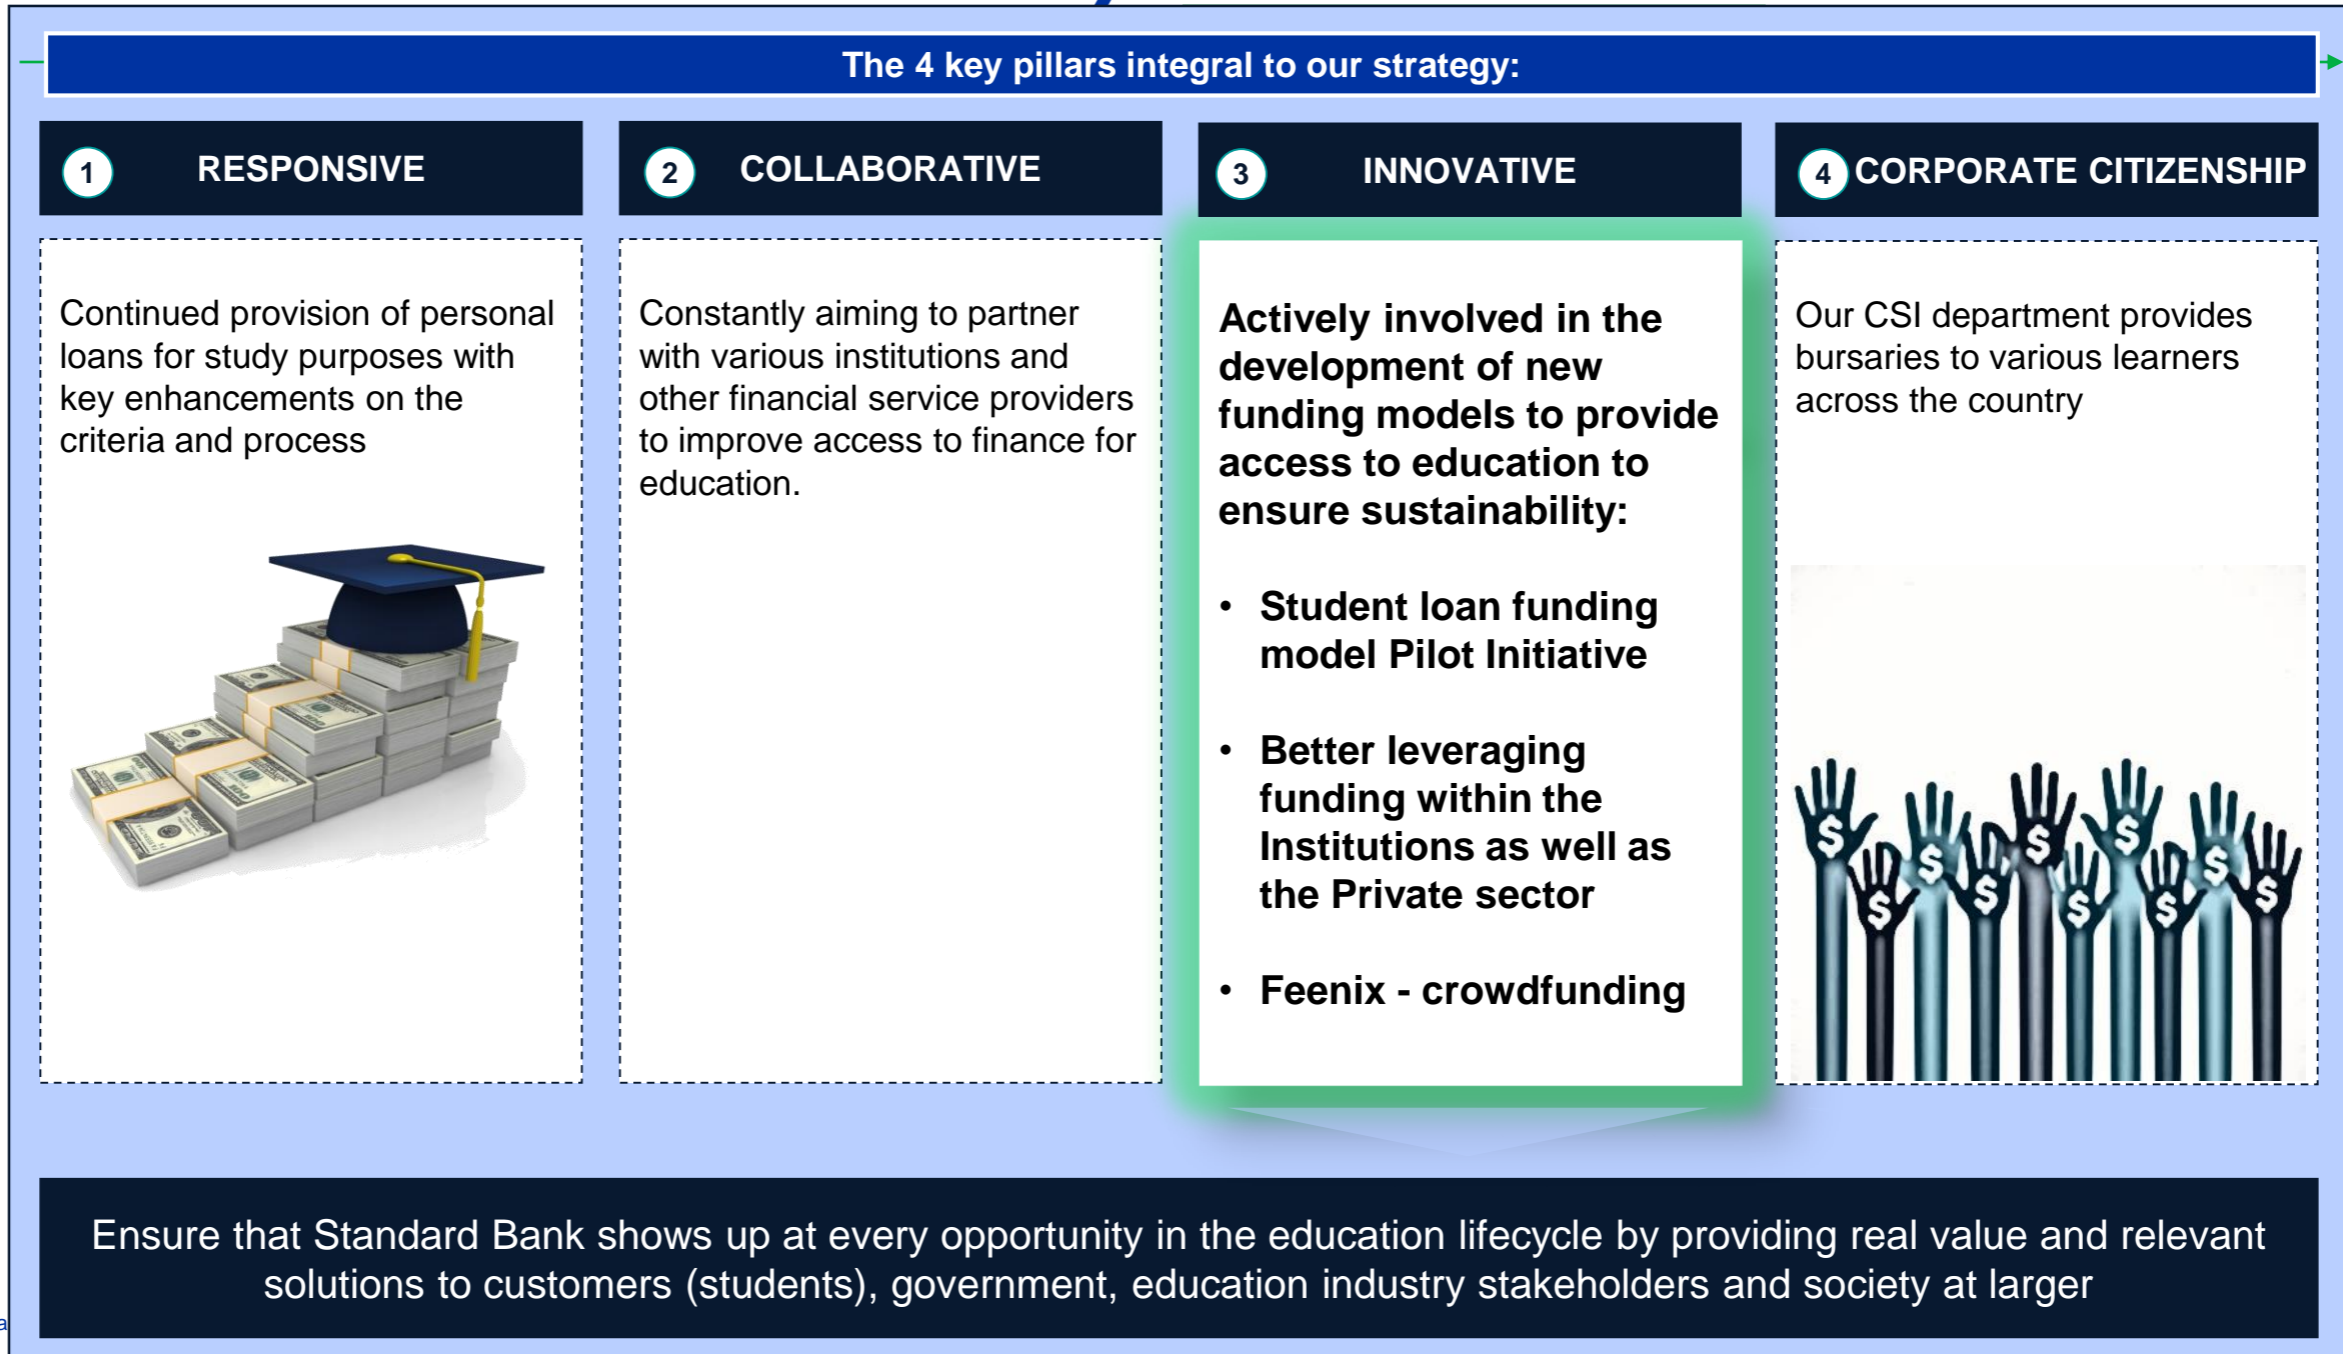 The 4 key pillars integral to our strategy:
1 RESPONSIVE
Continued provision of personal
loans for study purposes with
key enhancements on the
criteria and process
2 COLLABORATIVE
Constantly aiming to partner
with various institutions and
other financial service providers
to improve access to finance for
education.
3 INNOVATIVE
Actively involved in the
development of new
funding models to provide
access to education to
ensure sustainability:
• Student loan funding
model Pilot Initiative
• Better leveraging
funding within the
Institutions as well as
the Private sector
• Feenix - crowdfunding
4 CORPORATE CITIZENSHIP
Our CSI department provides
bursaries to various learners
across the country
$ $ $ $ $ $ $ $ $ $
Ensure that Standard Bank shows up at every opportunity in the education lifecycle by providing real value and relevant
solutions to customers (students), government, education industry stakeholders and society at larger